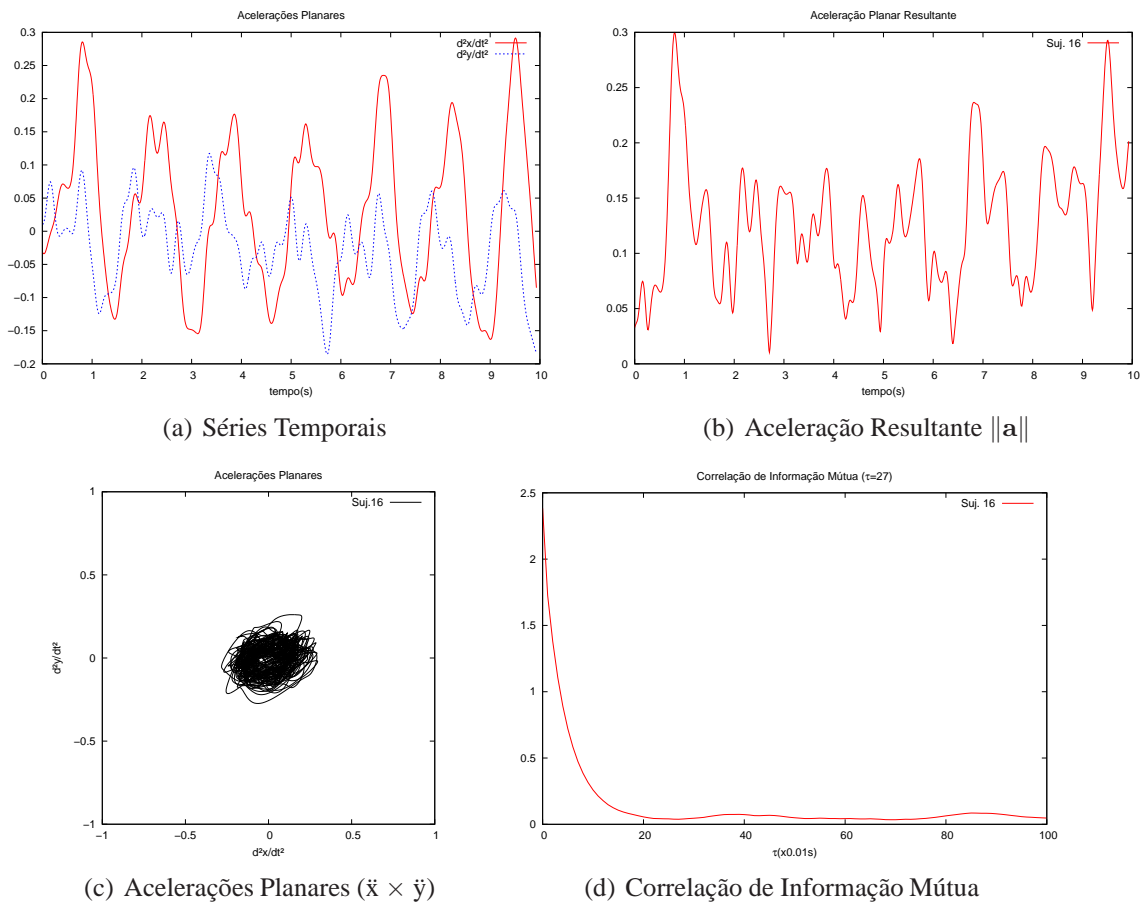 Acelerações Planares
d²x/dt²
d²y/dt²
0.3
0.25
0.2
0.15
0.1
0.05
0
−0.05
−0.1
−0.15
−0.2
0 1 2 3 4 5 6 7 8 9 10
tempo(s)
(a) Séries Temporais
Aceleração Planar Resultante
Suj. 16
0.3
0.25
0.2
0.15
0.1
0.05
0
0 1 2 3 4 5 6 7 8 9 10
tempo(s)
(b) Aceleração Resultante ‖a‖
Acelerações Planares
Suj.16
1
0.5
0
−0.5
−1
d²y/dt²
−1 −0.5 0 0.5 1
d²x/dt²
(c) Acelerações Planares (ẍ × ÿ)
Correlação de Informação Mútua (τ=27)
Suj. 16
2.5
2
1.5
1
0.5
0
0 20 40 60 80 100
τ(x0.01s)
(d) Correlação de Informação Mútua